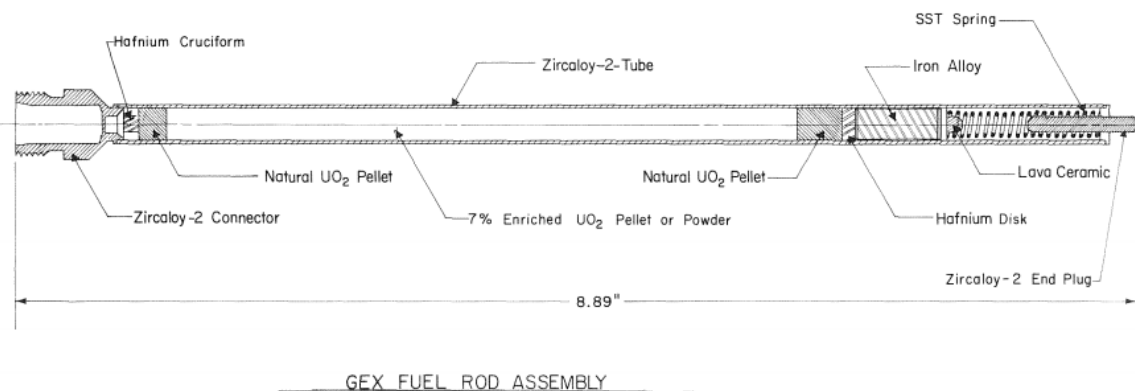 SST Spring
Hafnium Cruciform
Zircaloy-2-Tube
Iron Alloy
Natural UO₂ Pellet
Natural UO₂ Pellet
Lava Ceramic
Zircaloy-2 Connector
7% Enriched UO₂ Pellet or Powder
Hafnium Disk
Zircaloy-2 End Plug
8.89"
GEX FUEL ROD ASSEMBLY